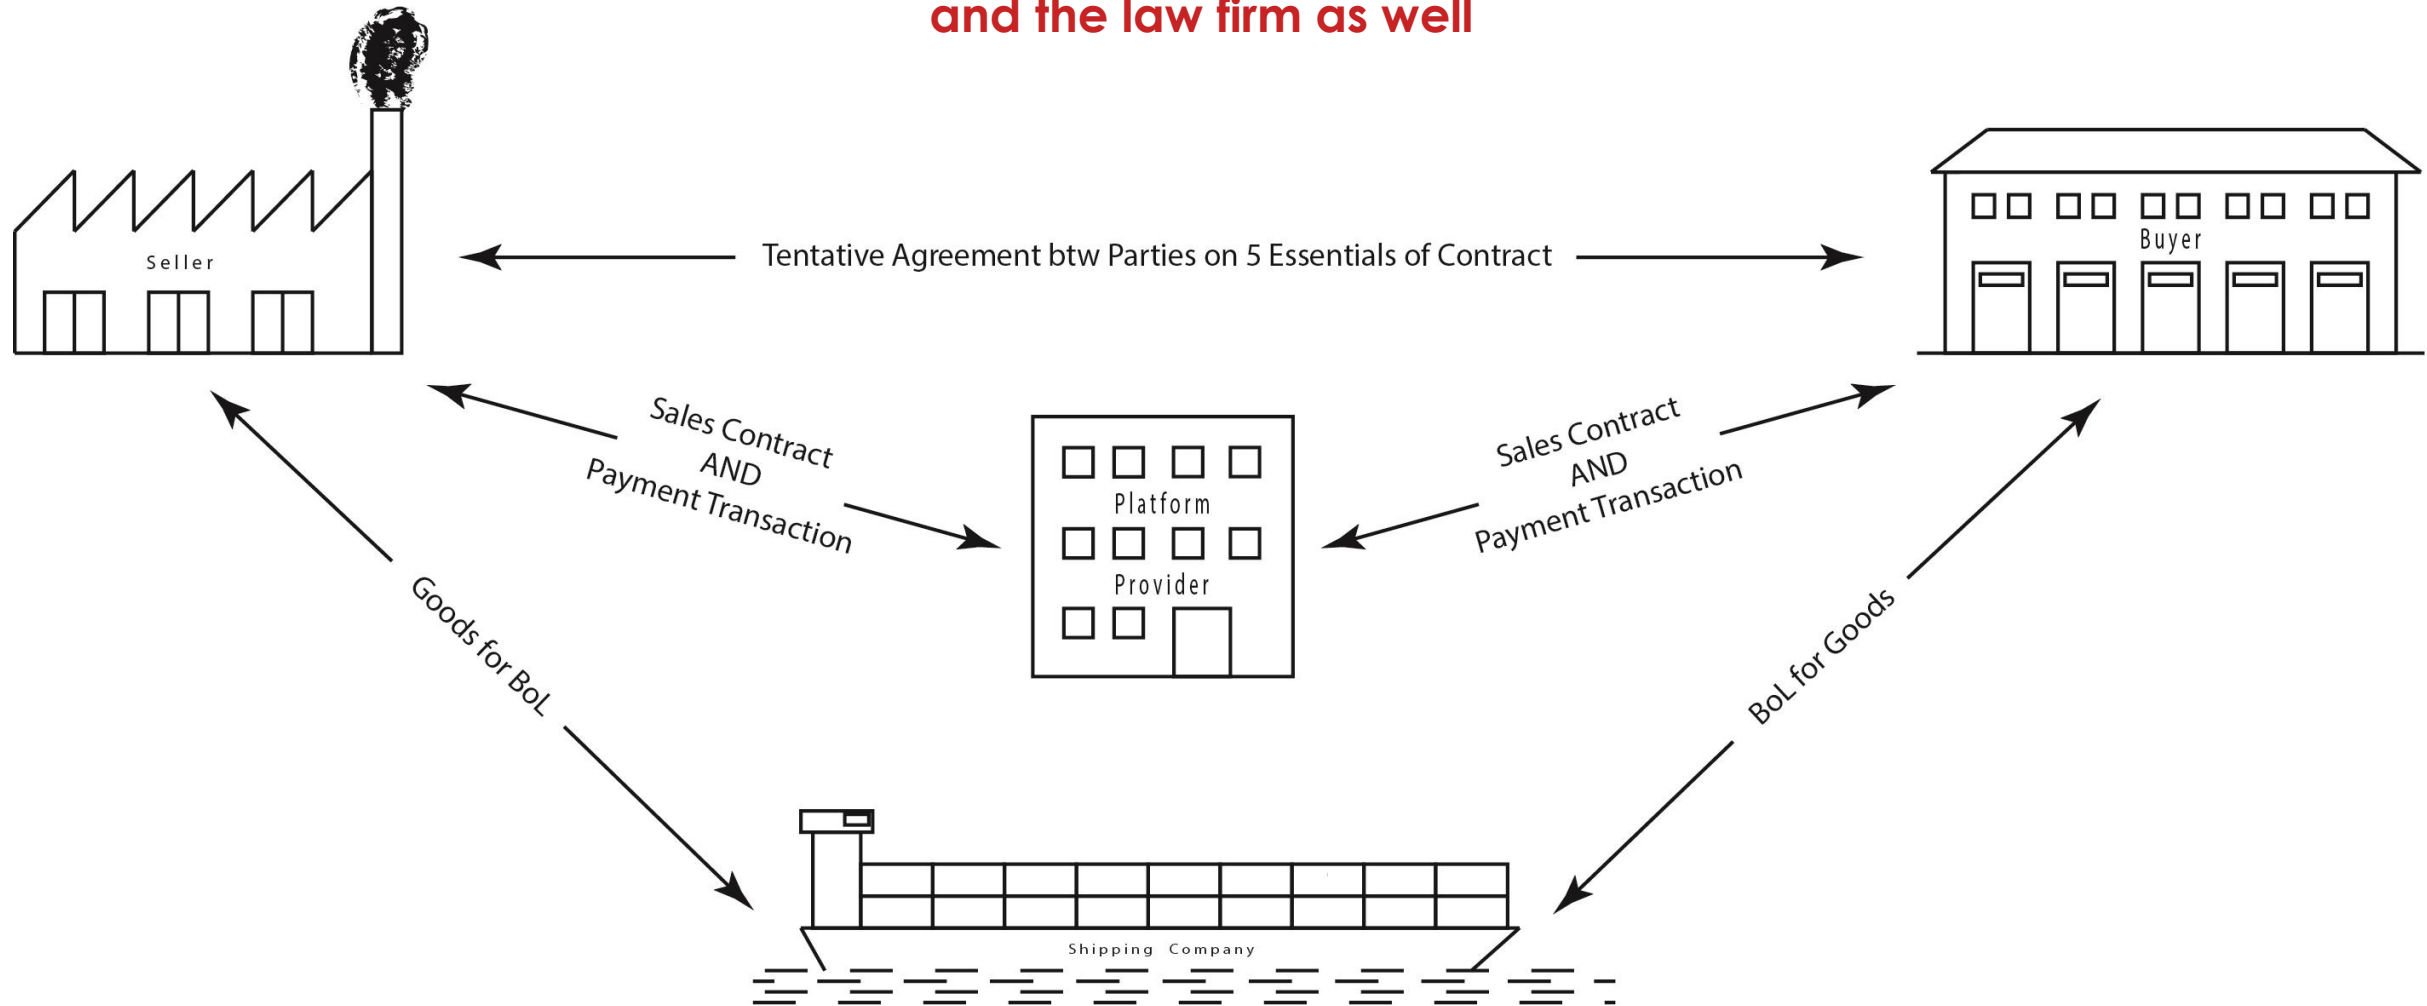 and the law firm as well
Seller
Tentative Agreement btw Parties on 5 Essentials of Contract
Buyer
Sales Contract
AND
Payment Transaction
Platform
Provider
Sales Contract
AND
Payment Transaction
Goods for BoL
BoL for Goods
Shipping Company